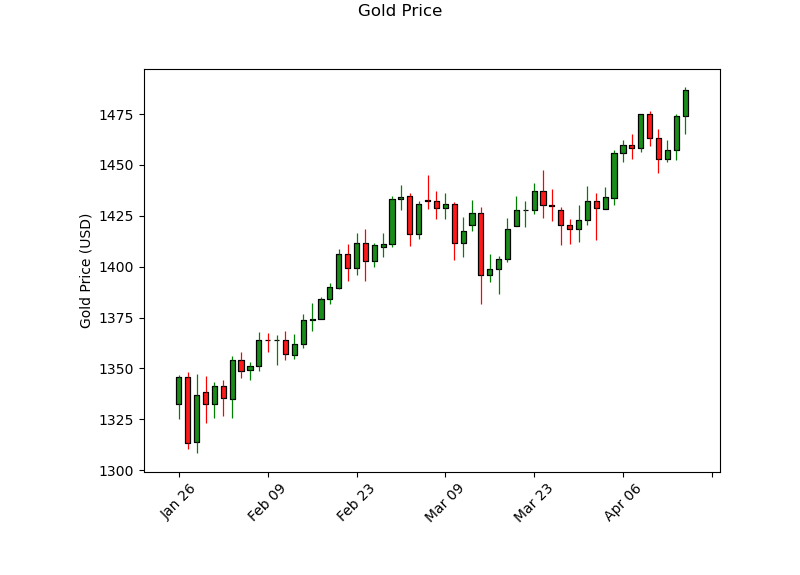 Gold Price
1475
1450
1425
1400
1375
1350
1325
1300
Gold Price (USD)
Jan 26
Feb 09
Feb 23
Mar 09
Mar 23
Apr 06